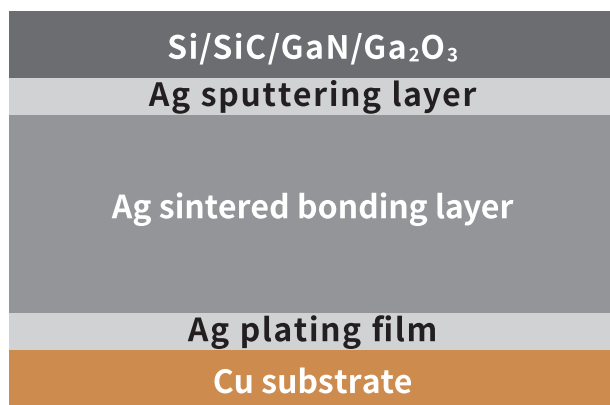 Si/SiC/GaN/Ga₂O₃
Ag sputtering layer
Ag sintered bonding layer
Ag plating film
Cu substrate